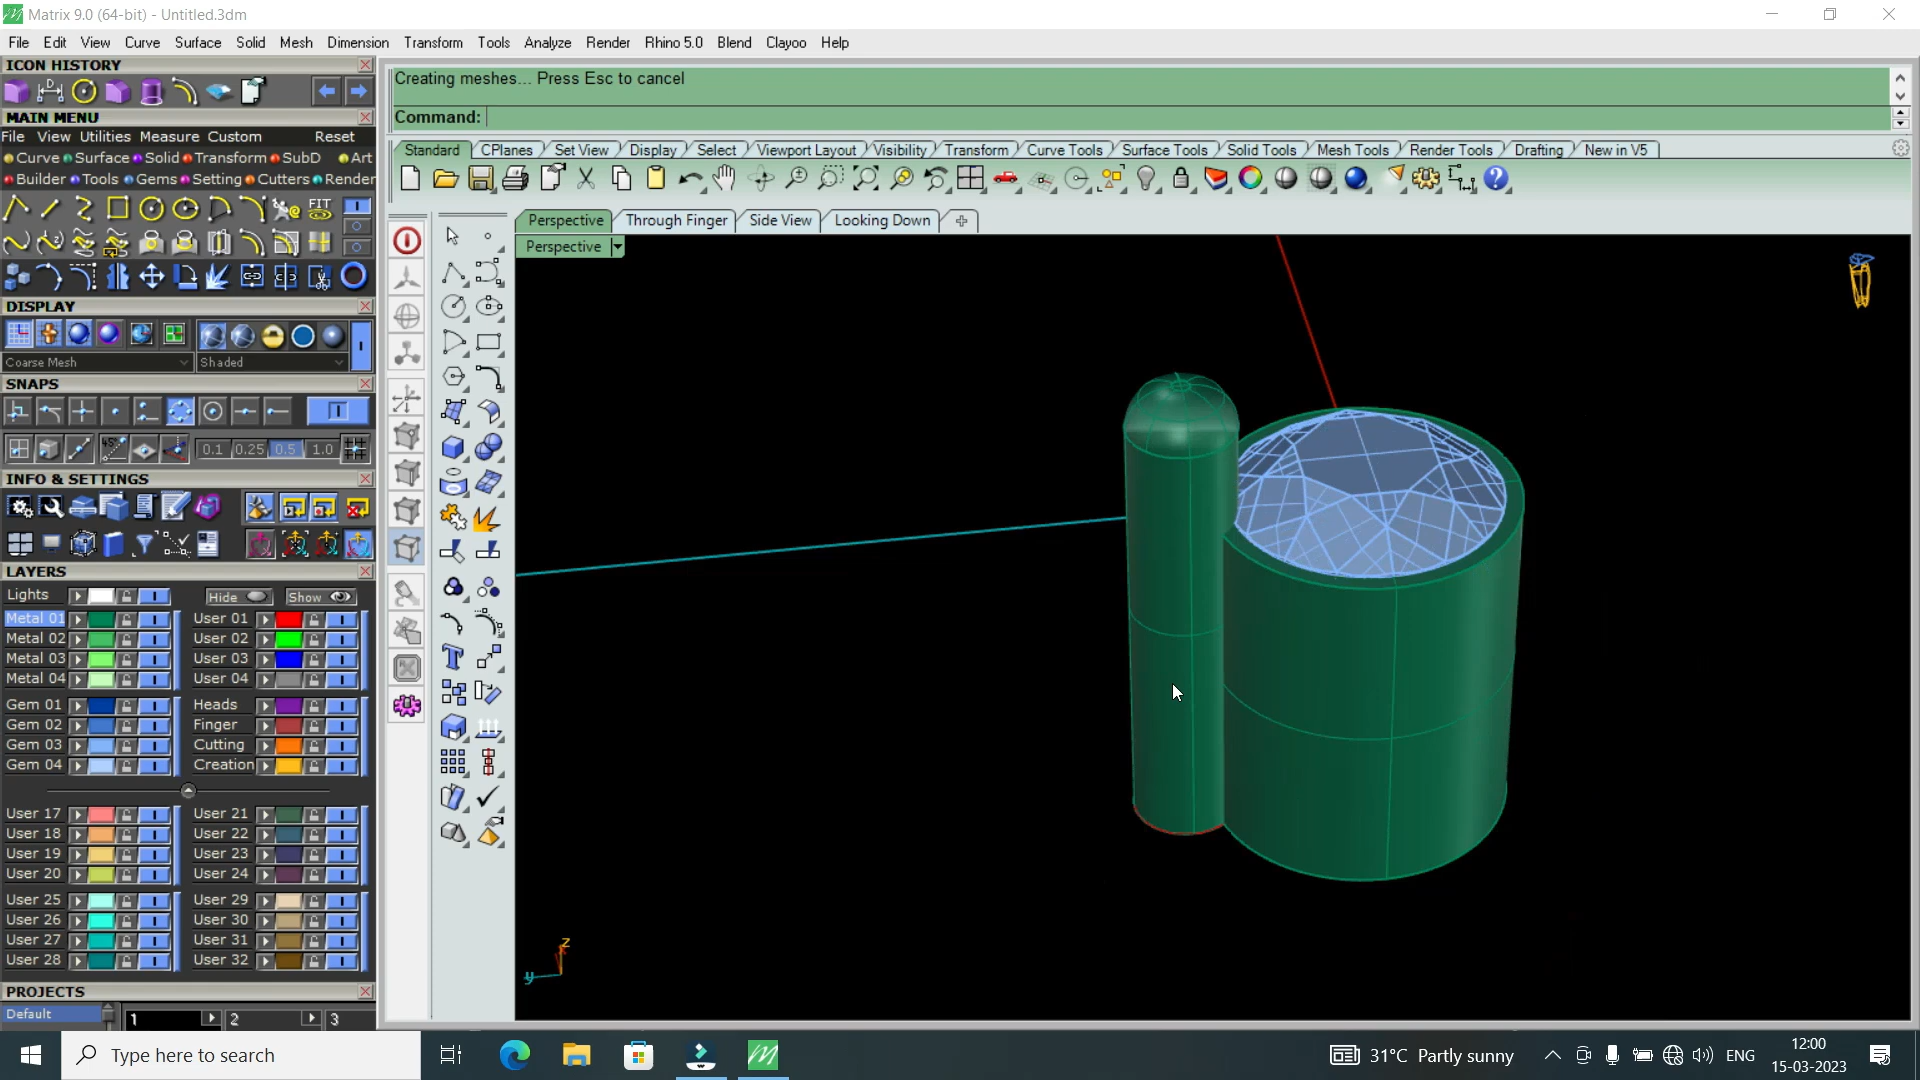 Matrix 9.0 (64-bit) - Untitled.3dm
File Edit View Curve Surface Solid Mesh Dimension Transform Tools Analyze Render Rhino 5.0 Blend Clayoo Help
ICON HISTORY
MAIN MENU
File View Utilities Measure Custom Reset
Curve Surface Solid Transform SubD Art
Builder Tools Gems Setting Cutters Render
FIT
DISPLAY
Coarse Mesh Shaded
SNAPS
0.1 0.25 0.5 1.0
INFO & SETTINGS
LAYERS
Lights Hide Show
Metal 01 User 01
Metal 02 User 02
Metal 03 User 03
Metal 04 User 04
Gem 01 Heads
Gem 02 Finger
Gem 03 Cutting
Gem 04 Creation
User 17 User 21
User 18 User 22
User 19 User 23
User 20 User 24
User 25 User 29
User 26 User 30
User 27 User 31
User 28 User 32
PROJECTS
Default 1 2 3
Creating meshes... Press Esc to cancel
Command:
Standard CPlanes Set View Display Select Viewport Layout Visibility Transform Curve Tools Surface Tools Solid Tools Mesh Tools Render Tools Drafting New in V5
Perspective Through Finger Side View Looking Down
Perspective
z
y
Type here to search
31°C Partly sunny
ENG
12:00
15-03-2023